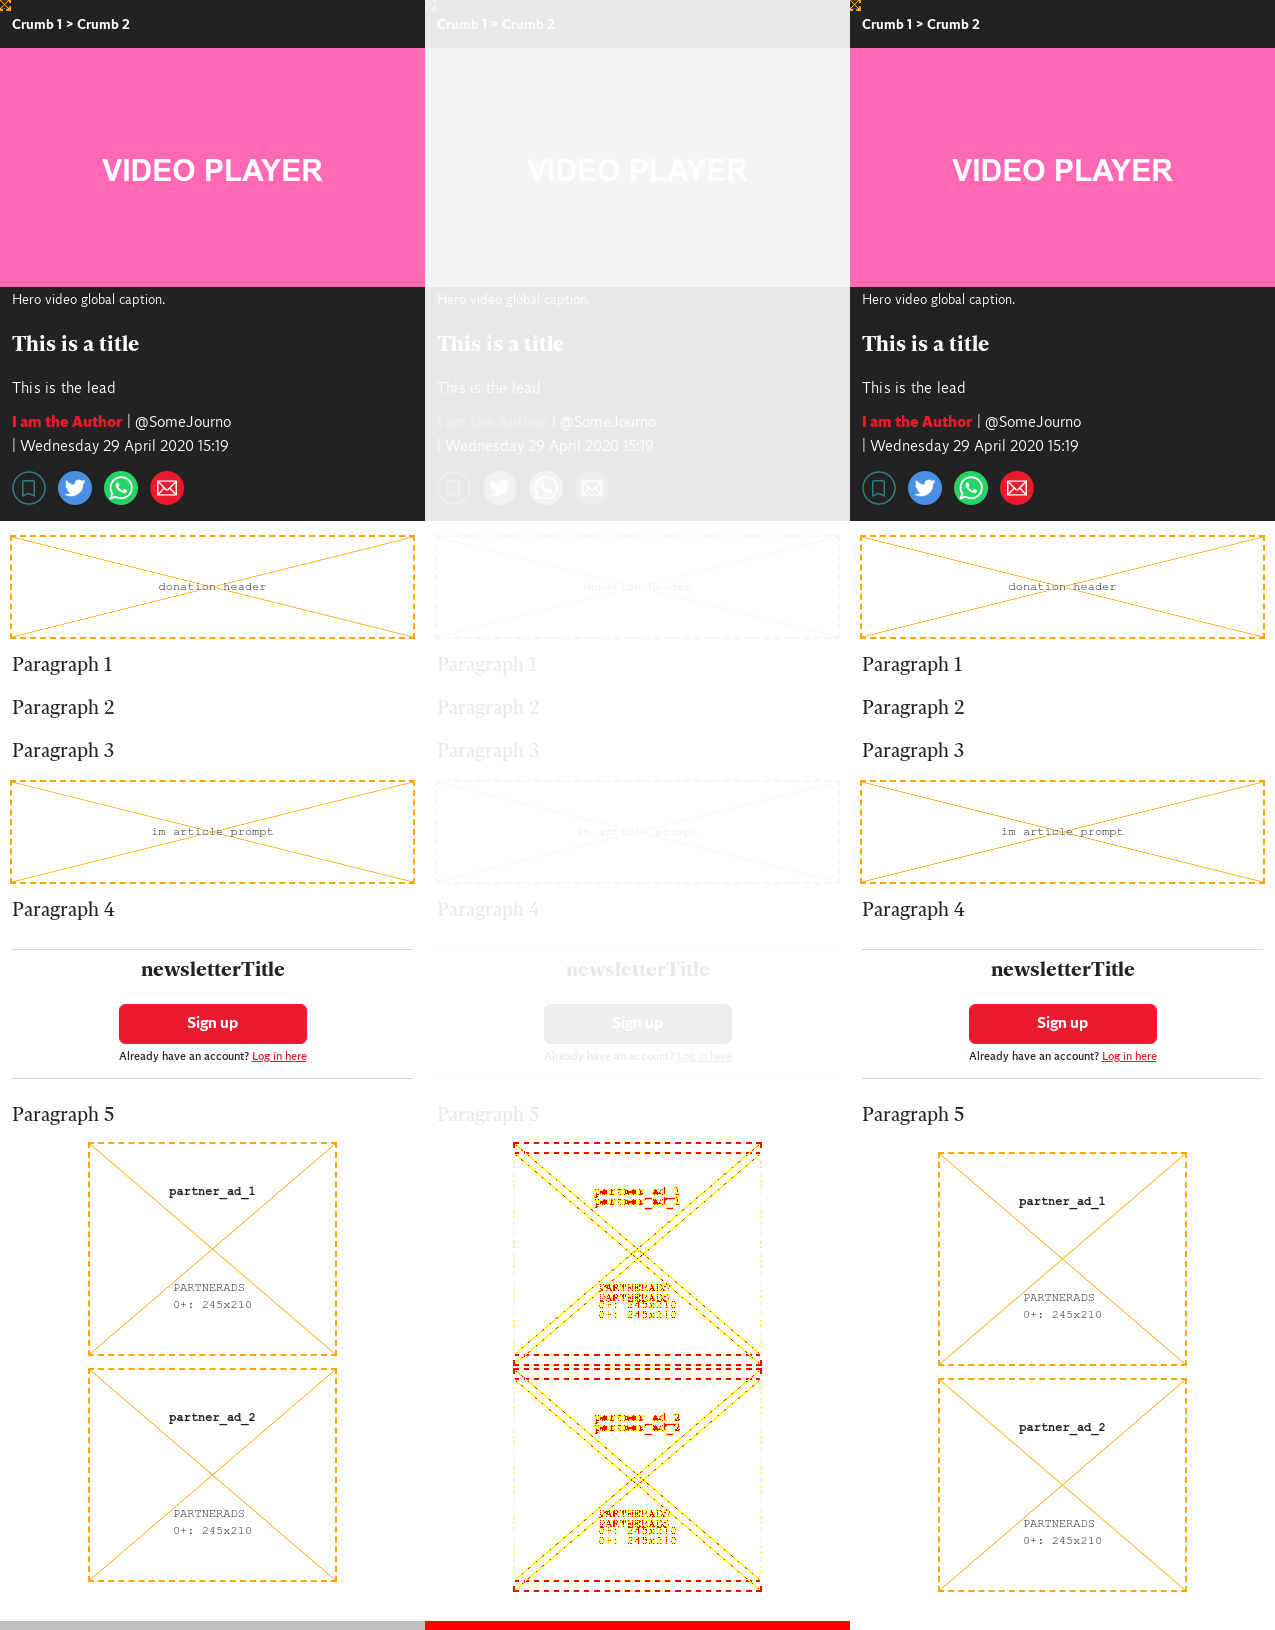 Crumb 1 > Crumb 2
VIDEO PLAYER
Hero video global caption.
This is a title
This is the lead
I am the Author | @SomeJourno
| Wednesday 29 April 2020 15:19
donation header
Paragraph 1
Paragraph 2
Paragraph 3
im article prompt
Paragraph 4
newsletterTitle
Sign up
Already have an account? Log in here
Paragraph 5
partner_ad_1
PARTNERADS
0+: 245x210
partner_ad_2
PARTNERADS
0+: 245x210
Crumb 1 > Crumb 2
VIDEO PLAYER
Hero video global caption.
This is a title
This is the lead
I am the Author | @SomeJourno
| Wednesday 29 April 2020 15:19
donation header
Paragraph 1
Paragraph 2
Paragraph 3
im article prompt
Paragraph 4
newsletterTitle
Sign up
Already have an account? Log in here
Paragraph 5
partner_ad_1
partner_ad_1
PARTNERADS
PARTNERADS
0+: 245x210
0+: 245x210
partner_ad_2
partner_ad_2
PARTNERADS
PARTNERADS
0+: 245x210
0+: 245x210
Crumb 1 > Crumb 2
VIDEO PLAYER
Hero video global caption.
This is a title
This is the lead
I am the Author | @SomeJourno
| Wednesday 29 April 2020 15:19
donation header
Paragraph 1
Paragraph 2
Paragraph 3
im article prompt
Paragraph 4
newsletterTitle
Sign up
Already have an account? Log in here
Paragraph 5
partner_ad_1
PARTNERADS
0+: 245x210
partner_ad_2
PARTNERADS
0+: 245x210